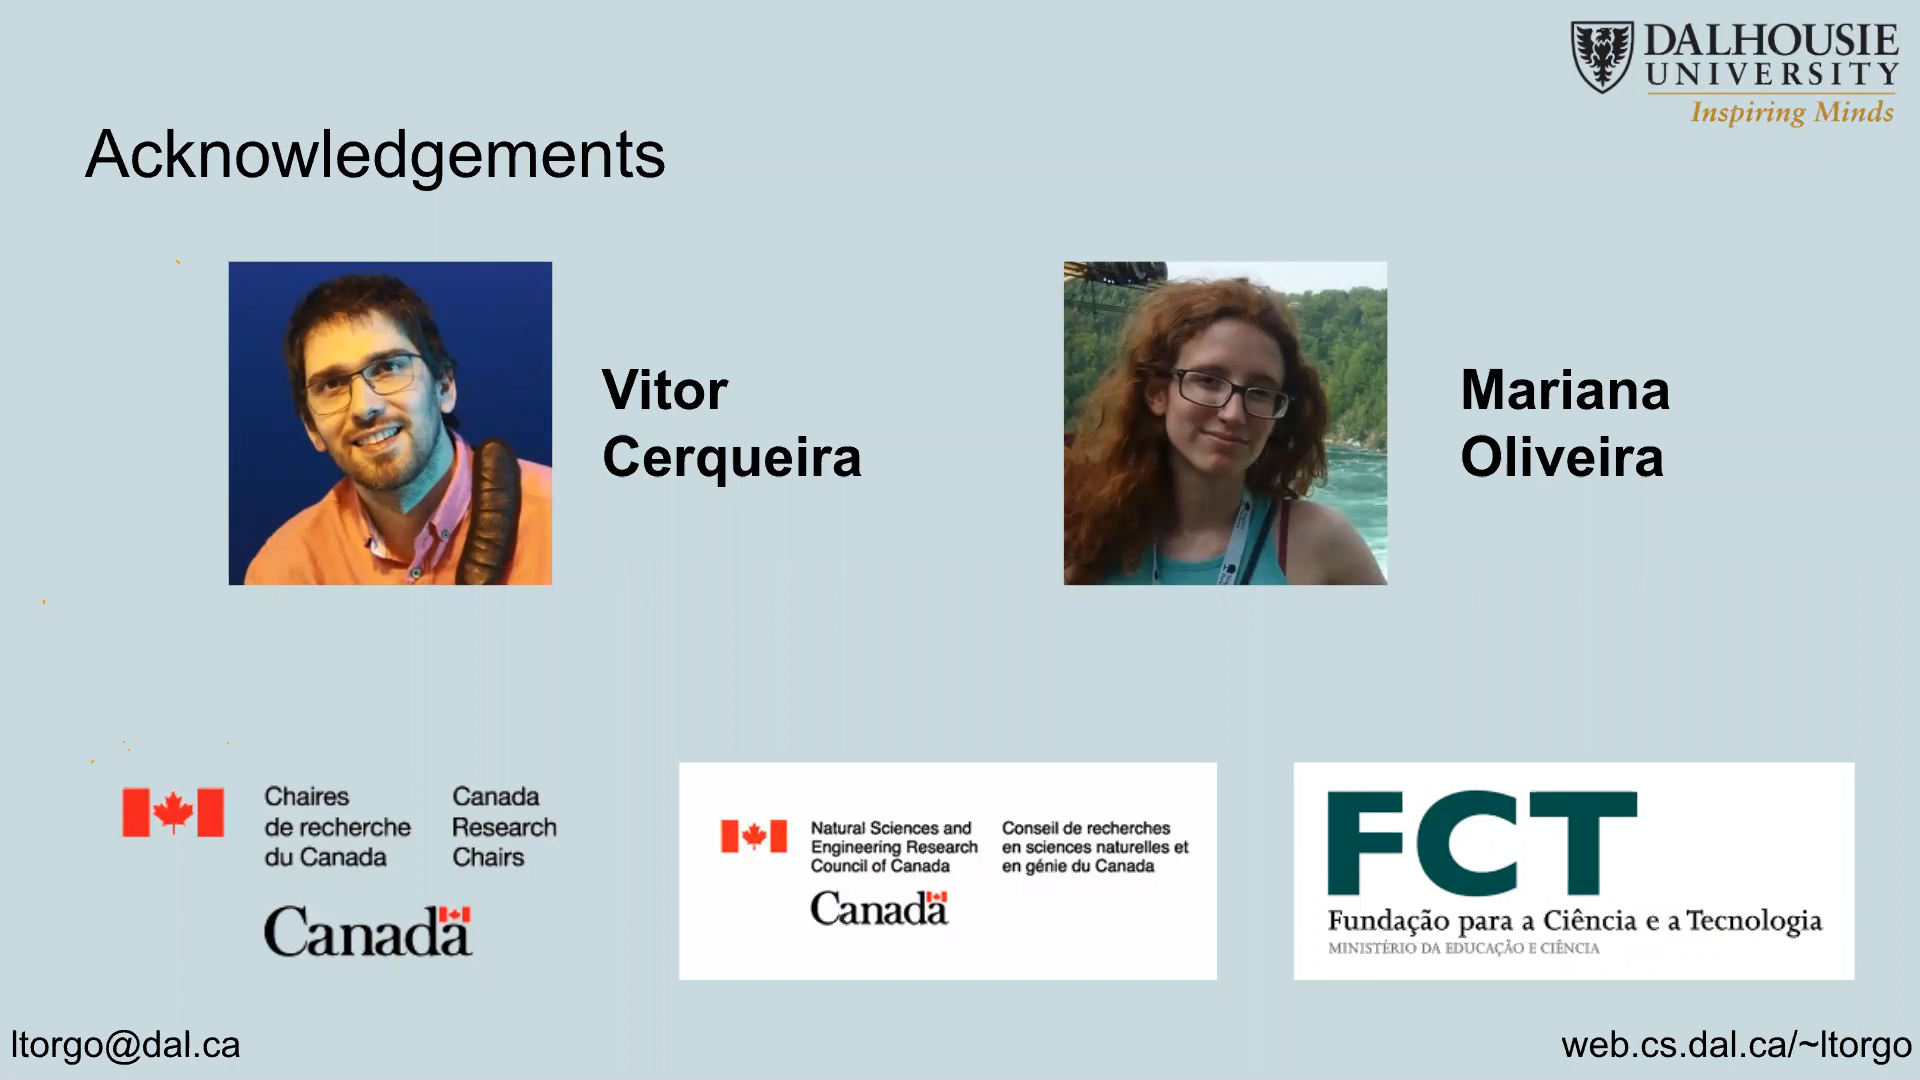 DALHOUSIE
UNIVERSITY
Inspiring Minds
Acknowledgements
Vitor
Cerqueira
Mariana
Oliveira
Chaires
de recherche
du Canada
Canada
Research
Chairs
Canada
Natural Sciences and
Engineering Research
Council of Canada
Conseil de recherches
en sciences naturelles et
en génie du Canada
Canada
FCT
Fundação para a Ciência e a Tecnologia
MINISTÉRIO DA EDUCAÇÃO E CIÊNCIA
ltorgo@dal.ca
web.cs.dal.ca/~ltorgo